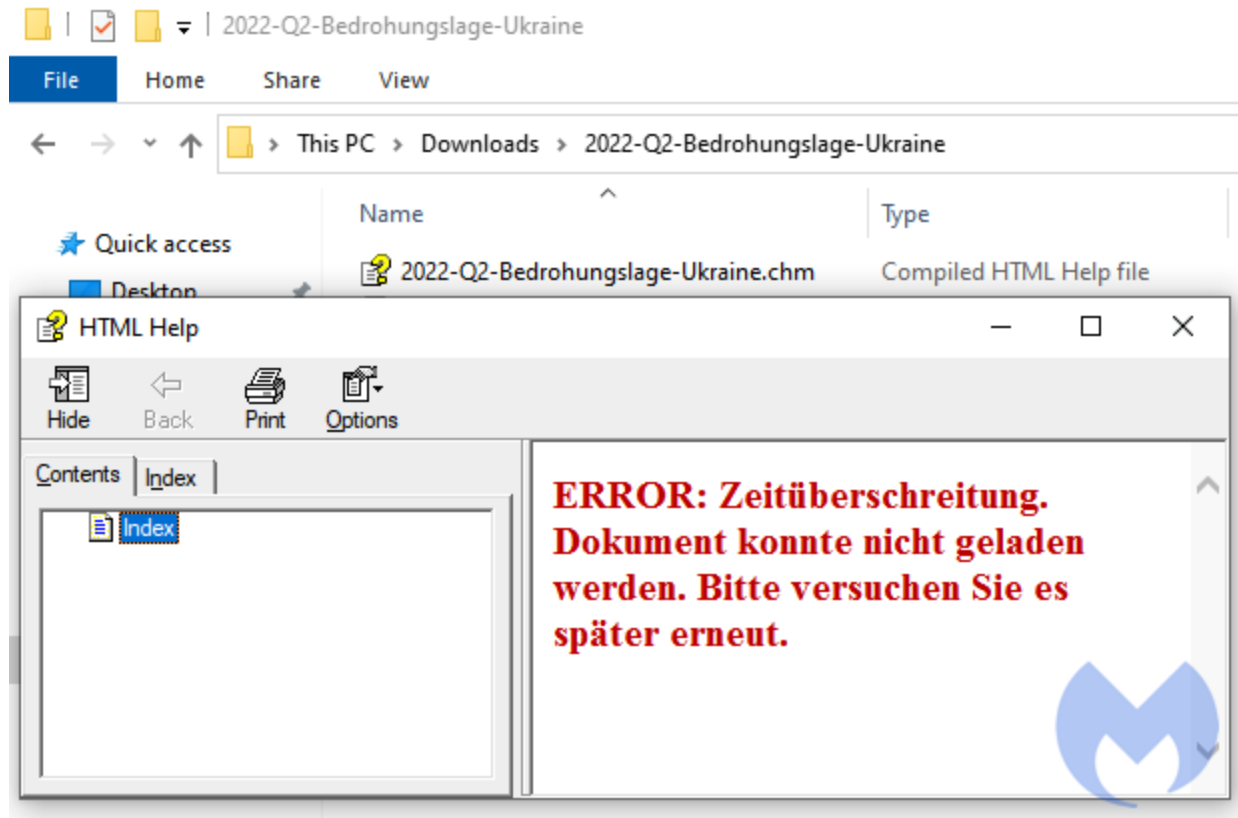 2022-Q2-Bedrohungslage-Ukraine
File Home Share View
This PC > Downloads > 2022-Q2-Bedrohungslage-Ukraine
Name Type
Quick access
2022-Q2-Bedrohungslage-Ukraine.chm Compiled HTML Help file
Desktop
HTML Help
Hide Back Print Options
Contents Index
Index
ERROR: Zeitüberschreitung.
Dokument konnte nicht geladen
werden. Bitte versuchen Sie es
später erneut.